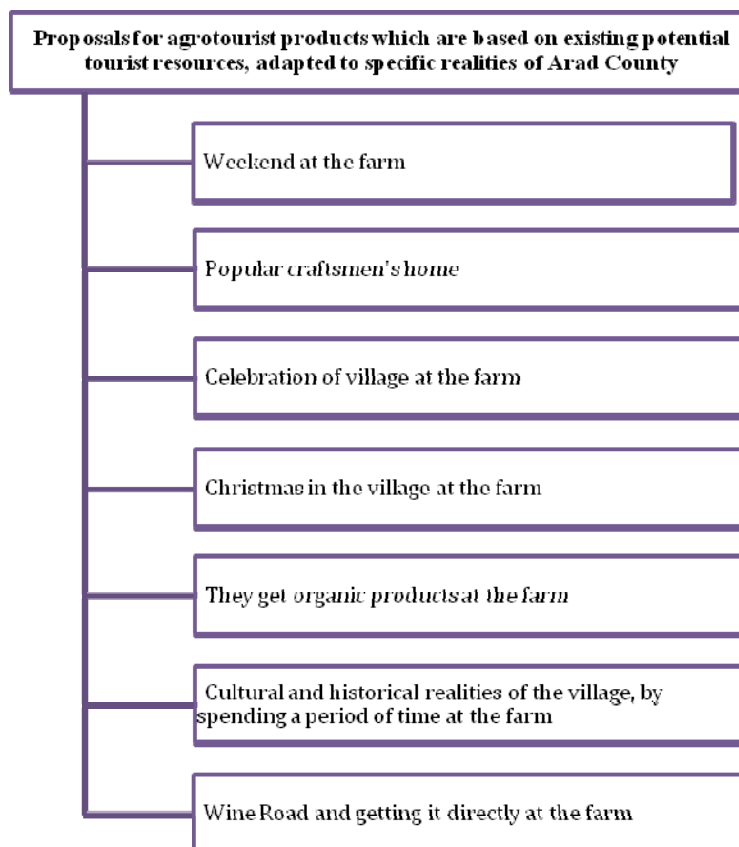 Proposals for agrotourist products which are based on existing potential
tourist resources, adapted to specific realities of Arad County
Weekend at the farm
Popular craftsmen's home
Celebration of village at the farm
Christmas in the village at the farm
They get organic products at the farm
Cultural and historical realities of the village, by
spending a period of time at the farm
Wine Road and getting it directly at the farm